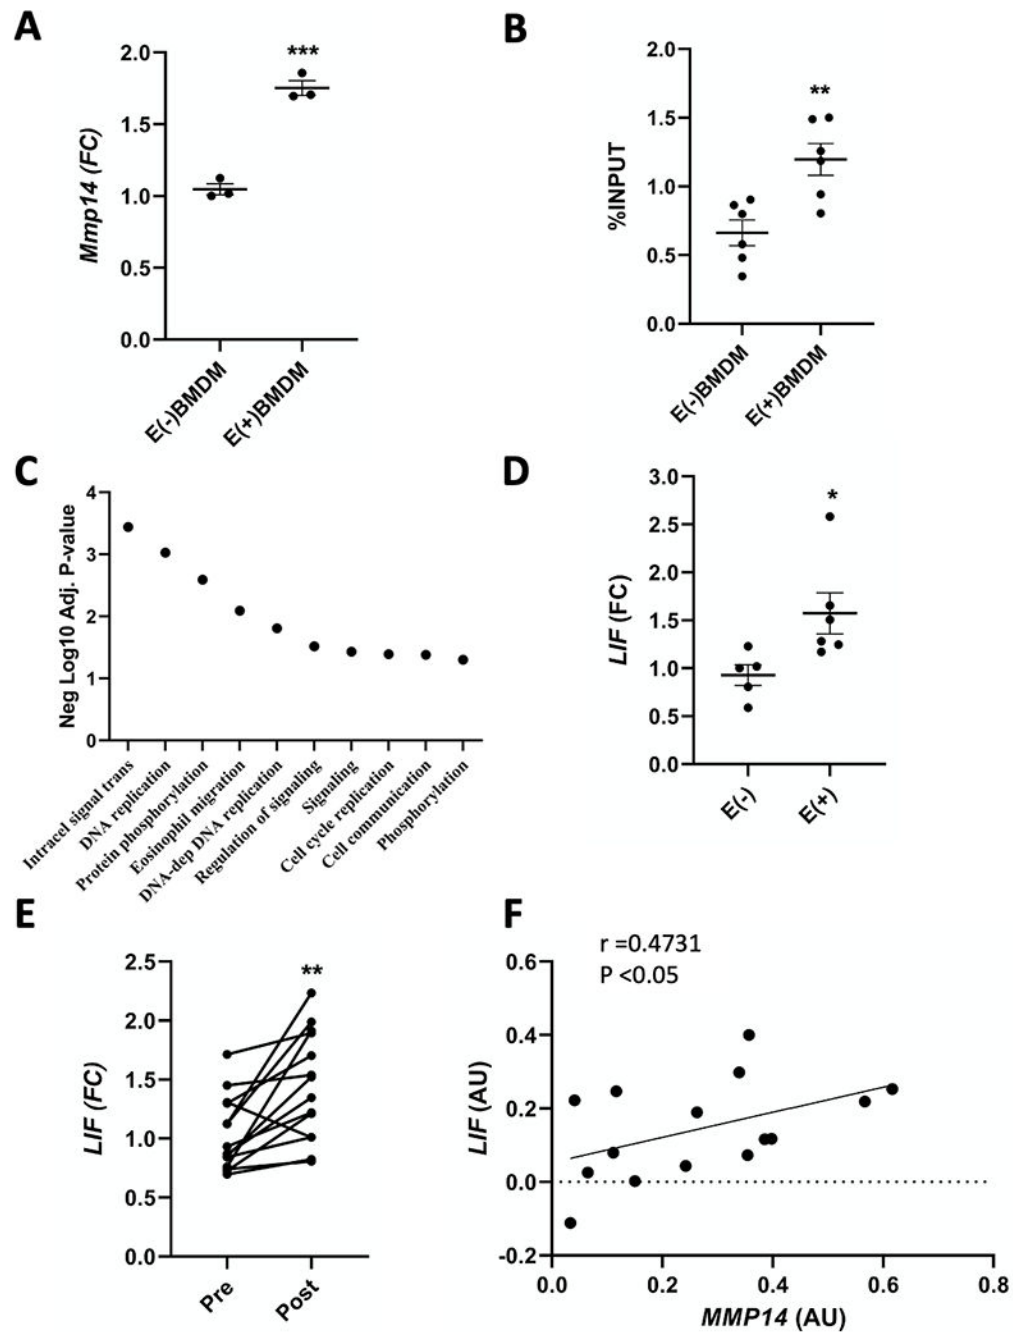 A
2.0
1.5
1.0
0.5
0.0
Mmp14 (FC)
***
E(-)BMDM
E(+)BMDM
B
2.0
1.5
1.0
0.5
0.0
%INPUT
**
E(-)BMDM
E(+)BMDM
C
4
3
2
1
0
Neg Log10 Adj. P-value
Intracel signal trans
DNA replication
Protein phosphorylation
Eosinophil migration
DNA-dep DNA replication
Regulation of signaling
Signaling
Cell cycle replication
Cell communication
Phosphorylation
D
3.0
2.5
2.0
1.5
1.0
0.5
0.0
LIF (FC)
*
E(-)
E(+)
E
2.5
2.0
1.5
1.0
0.5
0.0
LIF (FC)
**
Pre
Post
F
r =0.4731
P <0.05
0.6
0.4
0.2
0.0
-0.2
LIF (AU)
0.0
0.2
0.4
0.6
0.8
MMP14 (AU)